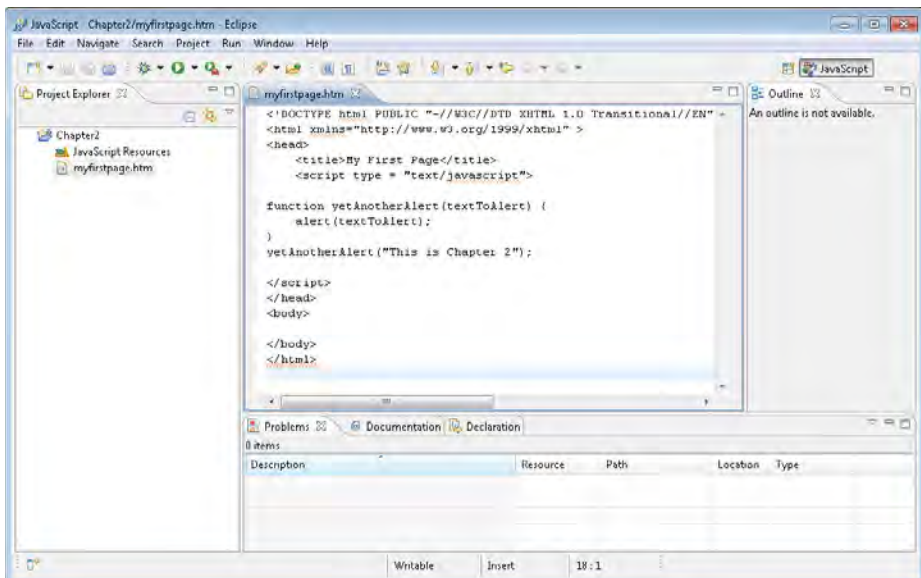 JavaScript Chapter2/myfirstpage.htm - Eclipse
File Edit Navigate Search Project Run Window Help
JavaScript
Project Explorer
Chapter2
JavaScript Resources
myfirstpage.htm
myfirstpage.htm
<!DOCTYPE html PUBLIC "-//W3C//DTD XHTML 1.0 Transitional//EN"
<html xmlns="http://www.w3.org/1999/xhtml" >
<head>
<title>My First Page</title>
<script type = "text/javascript">
function yetAnotherAlert(textToAlert) {
alert(textToAlert);
}
yetAnotherAlert("This is Chapter 2");
</script>
</head>
<body>
</body>
</html>
Outline
An outline is not available.
Problems Documentation Declaration
0 items
Description Resource Path Location Type
Writable Insert 18:1